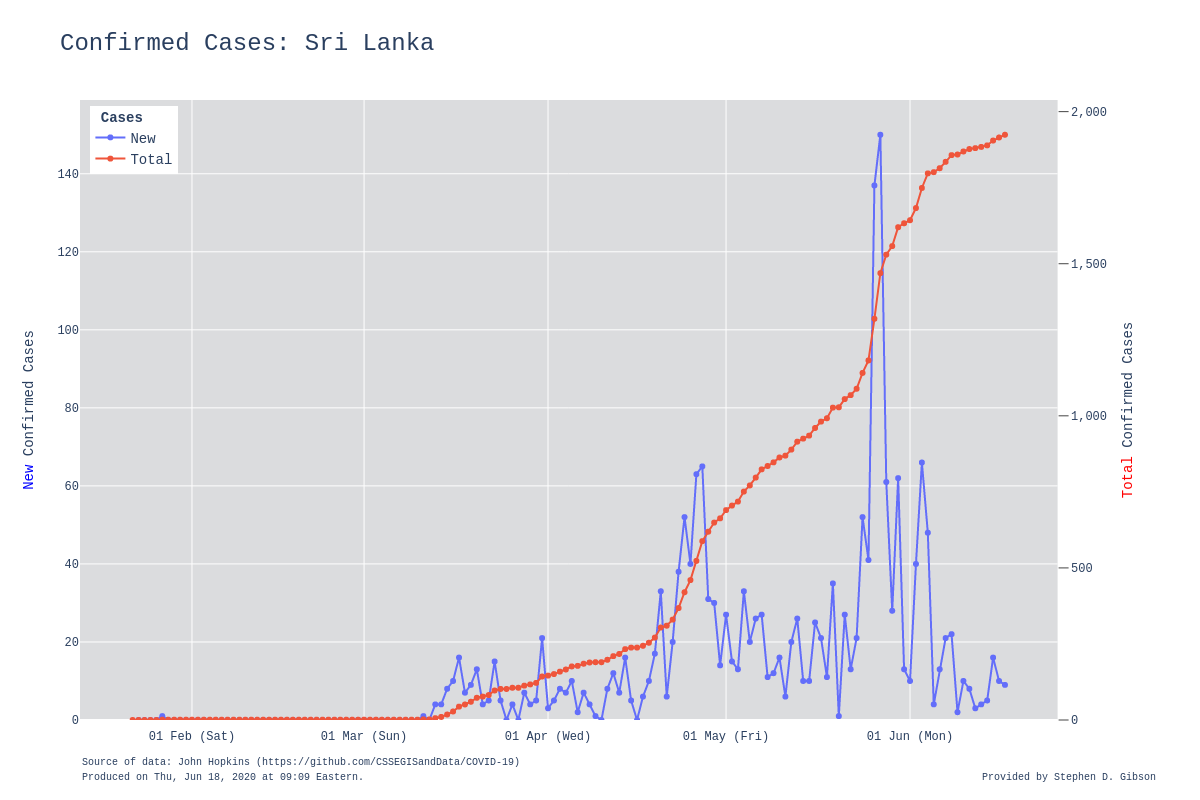 Confirmed Cases: Sri Lanka
Cases
New
Total
140
120
100
80
60
40
20
0
2,000
1,500
1,000
500
0
New Confirmed Cases
Total Confirmed Cases
01 Feb (Sat)
01 Mar (Sun)
01 Apr (Wed)
01 May (Fri)
01 Jun (Mon)
Source of data: John Hopkins (https://github.com/CSSEGISandData/COVID-19)
Produced on Thu, Jun 18, 2020 at 09:09 Eastern.
Provided by Stephen D. Gibson